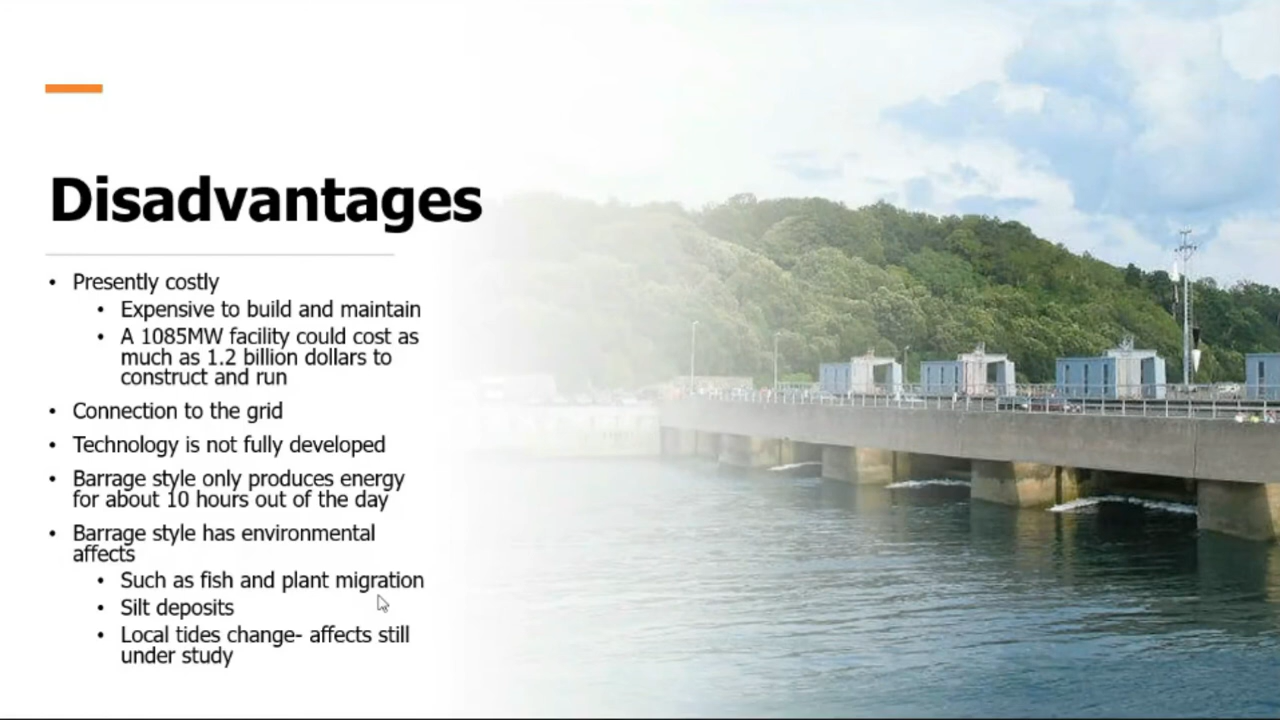 Disadvantages
• Presently costly
• Expensive to build and maintain
• A 1085MW facility could cost as
much as 1.2 billion dollars to
construct and run
• Connection to the grid
• Technology is not fully developed
• Barrage style only produces energy
for about 10 hours out of the day
• Barrage style has environmental
affects
• Such as fish and plant migration
• Silt deposits
• Local tides change- affects still
under study